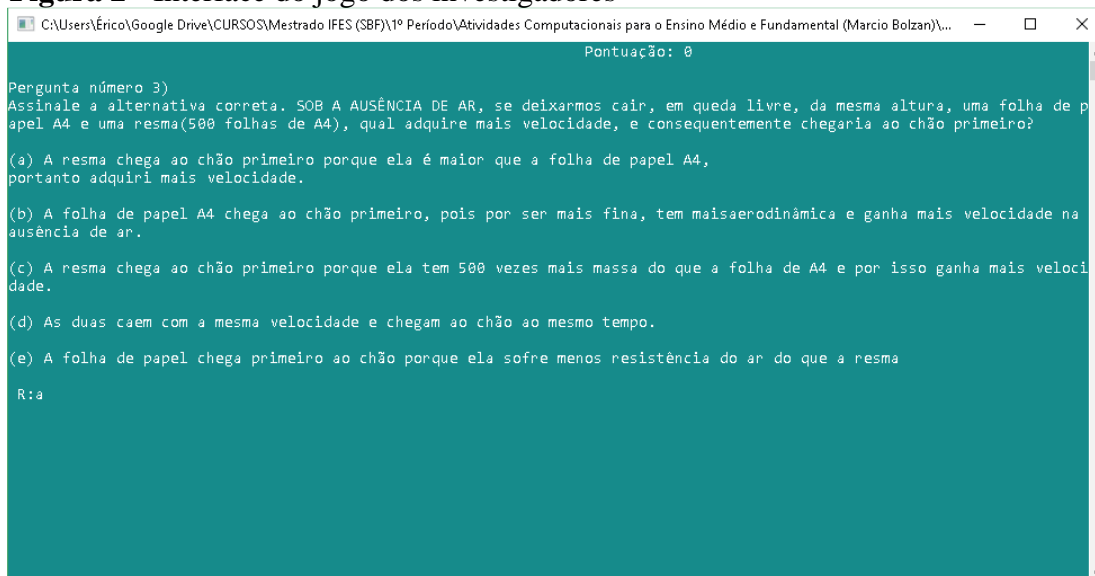 Figura 2 - Interface do jogo dos investigadores
C:\Users\Érico\Google Drive\CURSOS\Mestrado IFES (SBF)\1º Período\Atividades Computacionais para o Ensino Médio e Fundamental (Marcio Bolzan)\...
Pontuação: 0
Pergunta número 3)
Assinale a alternativa correta. SOB A AUSÊNCIA DE AR, se deixarmos cair, em queda livre, da mesma altura, uma folha de p
apel A4 e uma resma(500 folhas de A4), qual adquire mais velocidade, e consequentemente chegaria ao chão primeiro?
(a) A resma chega ao chão primeiro porque ela é maior que a folha de papel A4,
portanto adquiri mais velocidade.
(b) A folha de papel A4 chega ao chão primeiro, pois por ser mais fina, tem maisaerodinâmica e ganha mais velocidade na
ausência de ar.
(c) A resma chega ao chão primeiro porque ela tem 500 vezes mais massa do que a folha de A4 e por isso ganha mais veloci
dade.
(d) As duas caem com a mesma velocidade e chegam ao chão ao mesmo tempo.
(e) A folha de papel chega primeiro ao chão porque ela sofre menos resistência do ar do que a resma
R:a